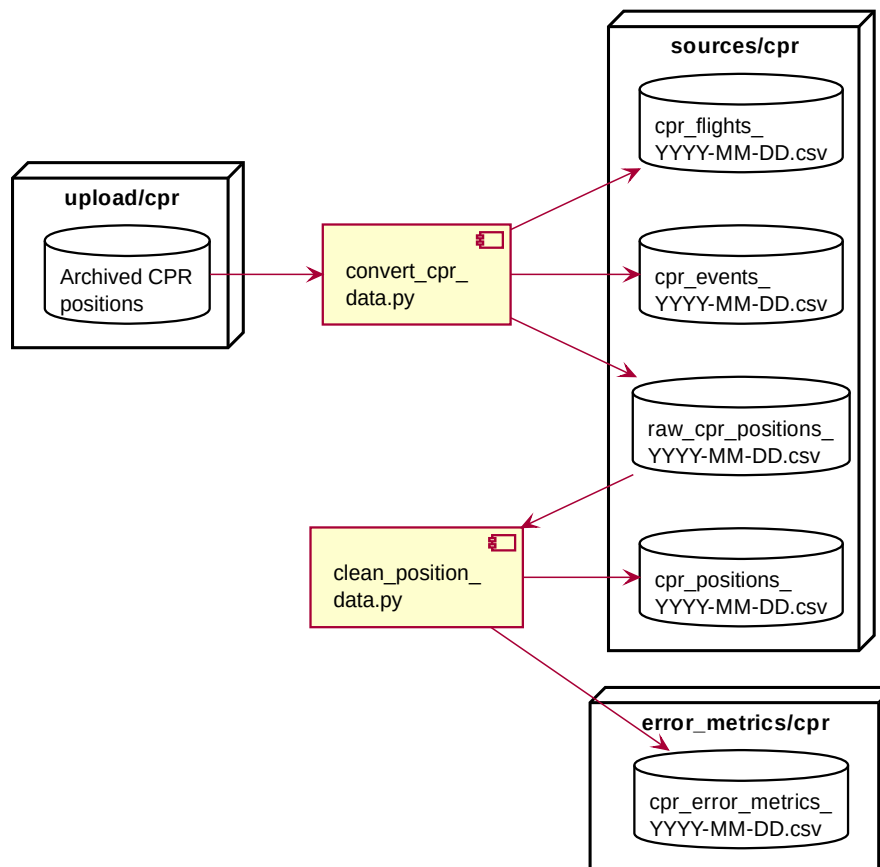 sources/cpr
cpr_flights_
YYYY-MM-DD.csv
upload/cpr
Archived CPR
positions
convert_cpr_
data.py
cpr_events_
YYYY-MM-DD.csv
raw_cpr_positions_
YYYY-MM-DD.csv
clean_position_
data.py
cpr_positions_
YYYY-MM-DD.csv
error_metrics/cpr
cpr_error_metrics_
YYYY-MM-DD.csv